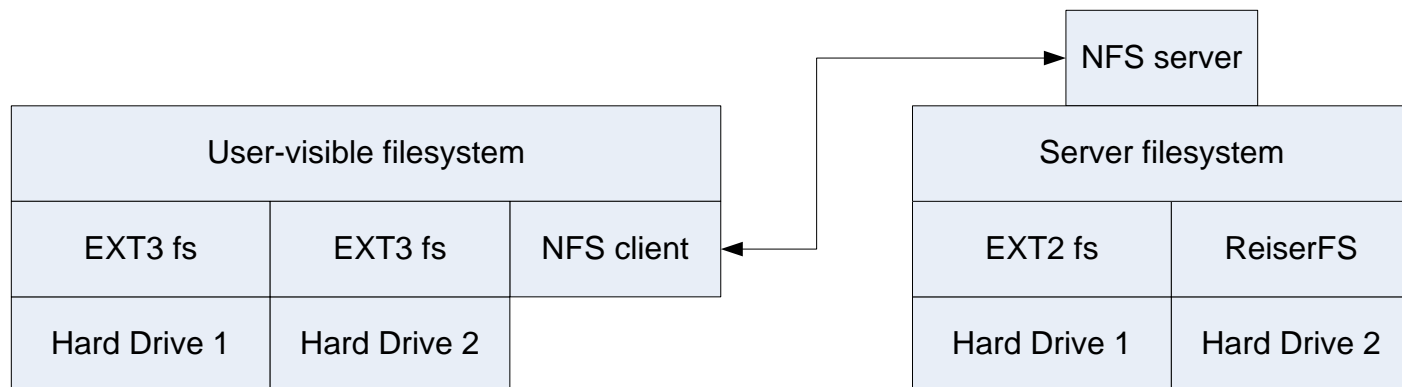 NFS server
User-visible filesystem
Server filesystem
EXT3 fs
EXT3 fs
NFS client
EXT2 fs
ReiserFS
Hard Drive 1
Hard Drive 2
Hard Drive 1
Hard Drive 2